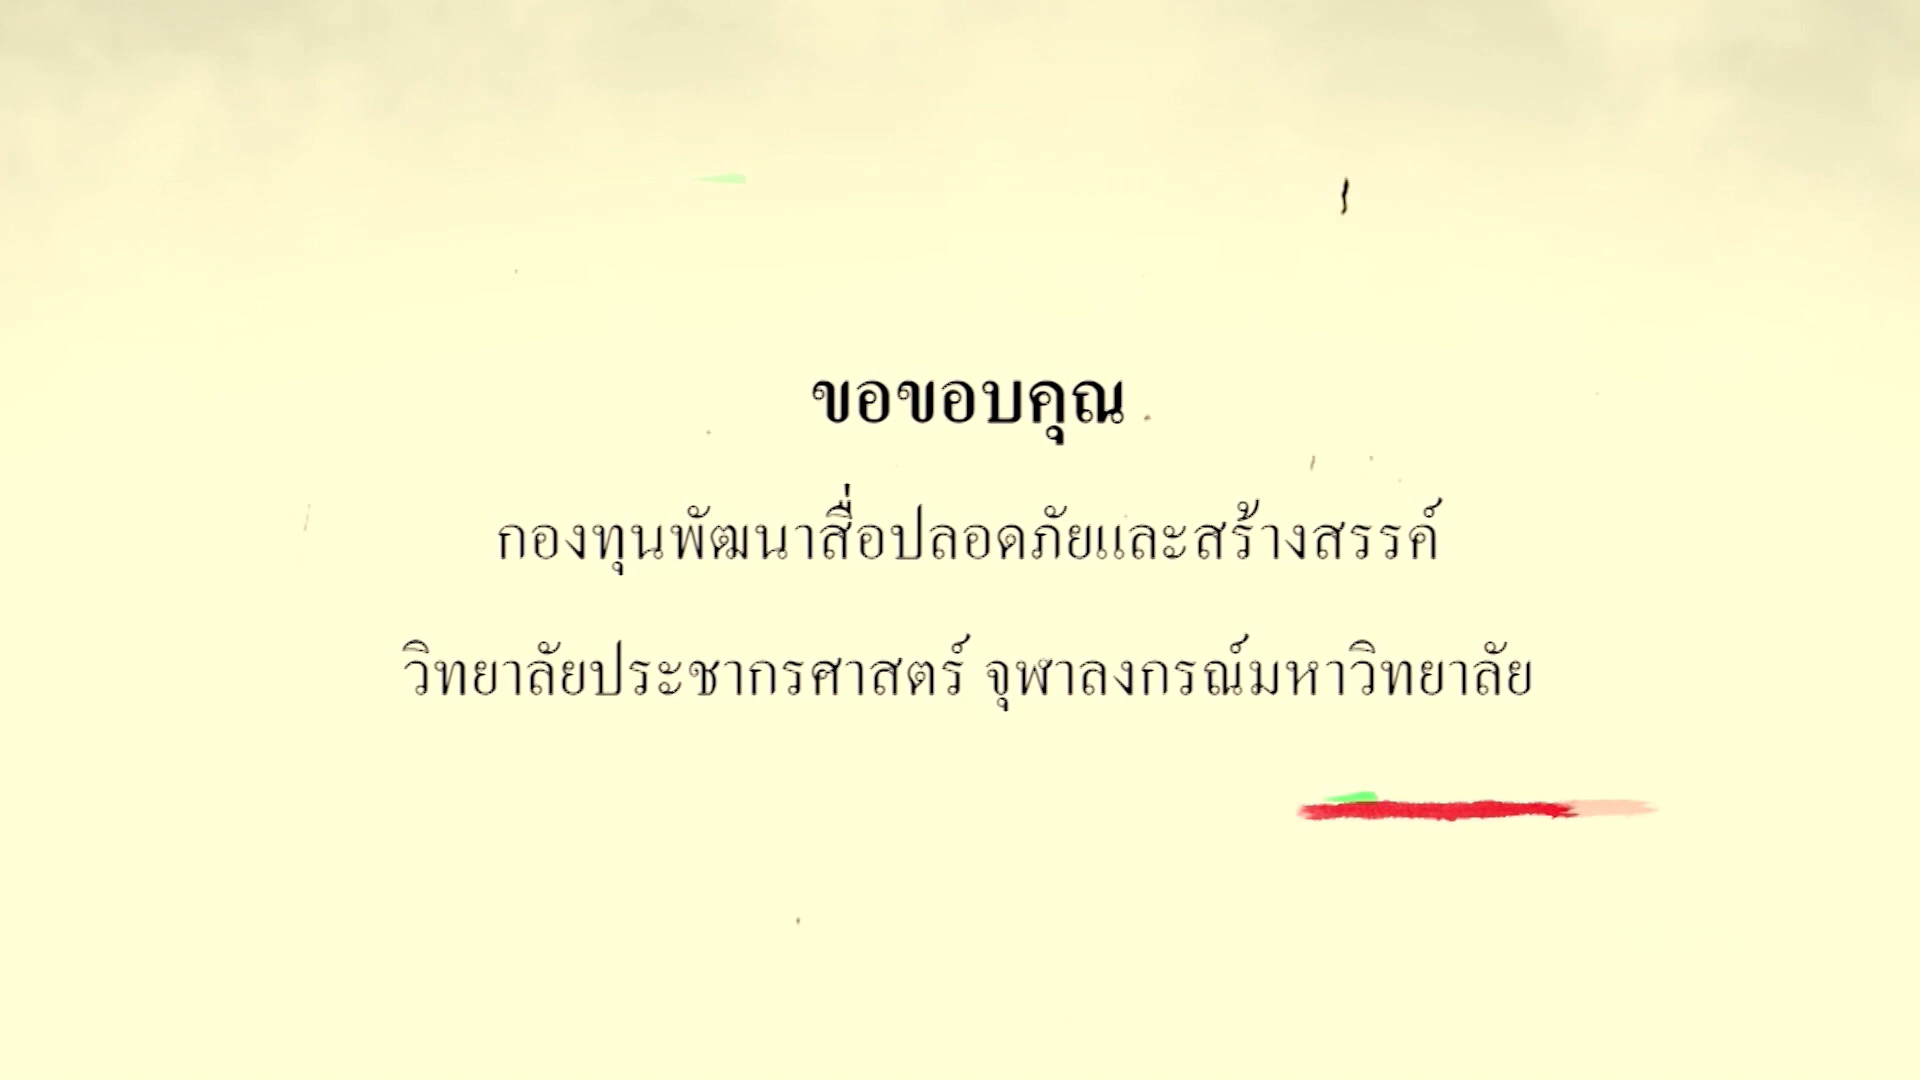 ขอขอบคุณ
กองทุนพัฒนาสื่อปลอดภัยและสร้างสรรค์
วิทยาลัยประชากรศาสตร์ จุฬาลงกรณ์มหาวิทยาลัย